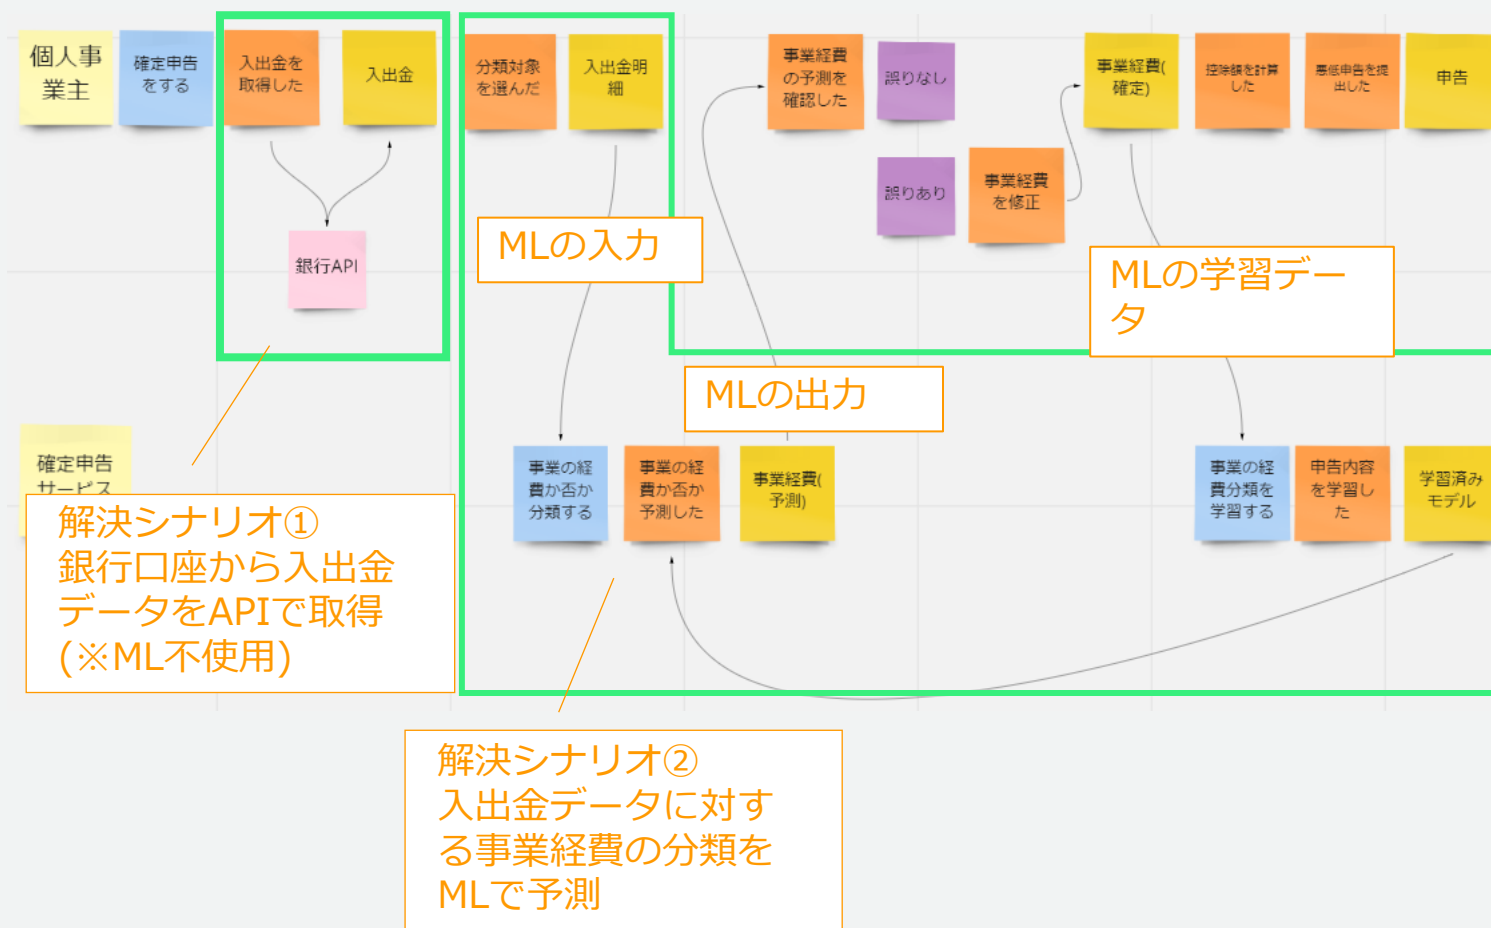 個人事
業主
確定申告
をする
入出金を
取得した
入出金
銀行API
分類対象
を選んだ
入出金明
細
事業経費
の予測を
確認した
誤りなし
誤りあり
事業経費
を修正
事業経費(
確定)
控除額を計算
した
悪低申告を提
出した
申告
MLの入力
MLの出力
MLの学習デー
タ
確定申告
サービス
事業の経
費か否か
分類する
事業の経
費か否か
予測した
事業経費(
予測)
事業の経
費分類を
学習する
申告内容
を学習し
た
学習済み
モデル
解決シナリオ①
銀行口座から入出金
データをAPIで取得
(※ML不使用)
解決シナリオ②
入出金データに対す
る事業経費の分類を
MLで予測